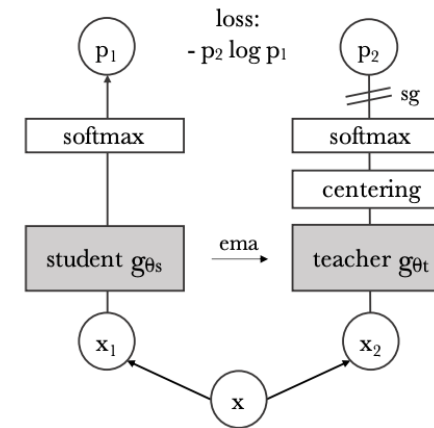 loss:
- p₂ log p₁
p₁
p₂
sg
softmax
softmax
centering
student gθs
ema
teacher gθt
x₁
x₂
x